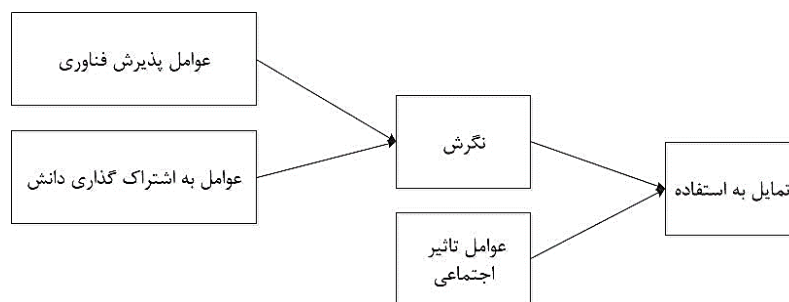 عوامل پذیرش فناوری
عوامل به اشتراک گذاری دانش
نگرش
عوامل تاثیر
اجتماعی
تمایل به استفاده